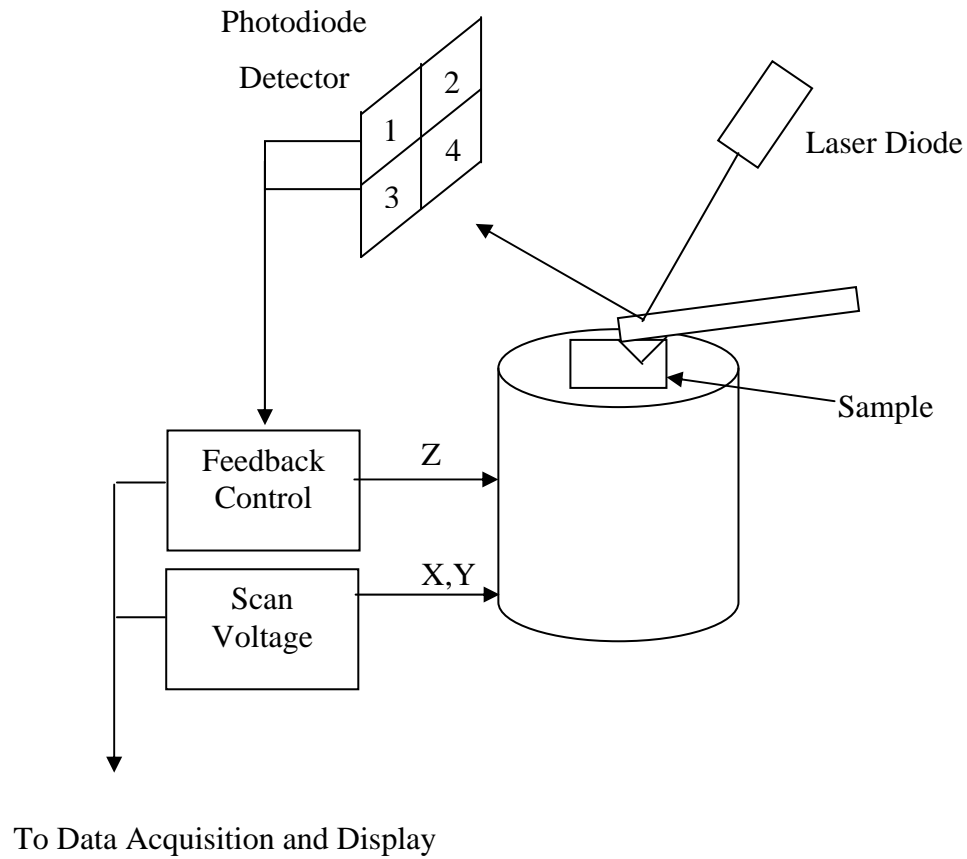 Photodiode
Detector
1
2
3
4
Laser Diode
Sample
Feedback
Control
Z
Scan
Voltage
X,Y
To Data Acquisition and Display